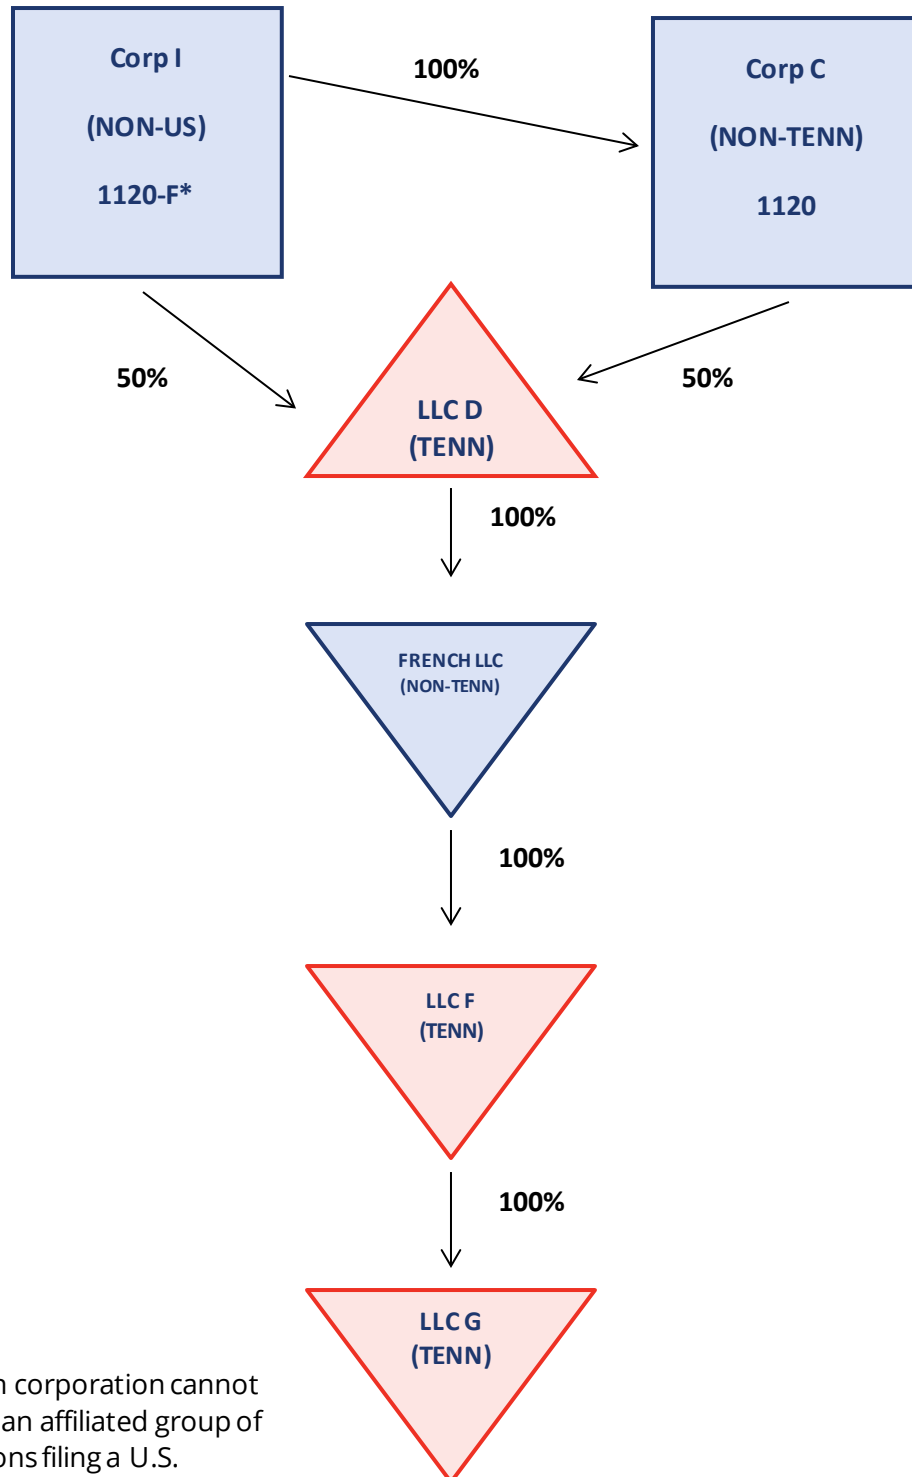 Corp I
(NON-US)
1120-F*
100%
Corp C
(NON-TENN)
1120
50%
50%
LLC D
(TENN)
100%
FRENCH LLC
(NON-TENN)
100%
LLC F
(TENN)
100%
LLC G
(TENN)
corporation cannot
an affiliated group of
filing a U.S.